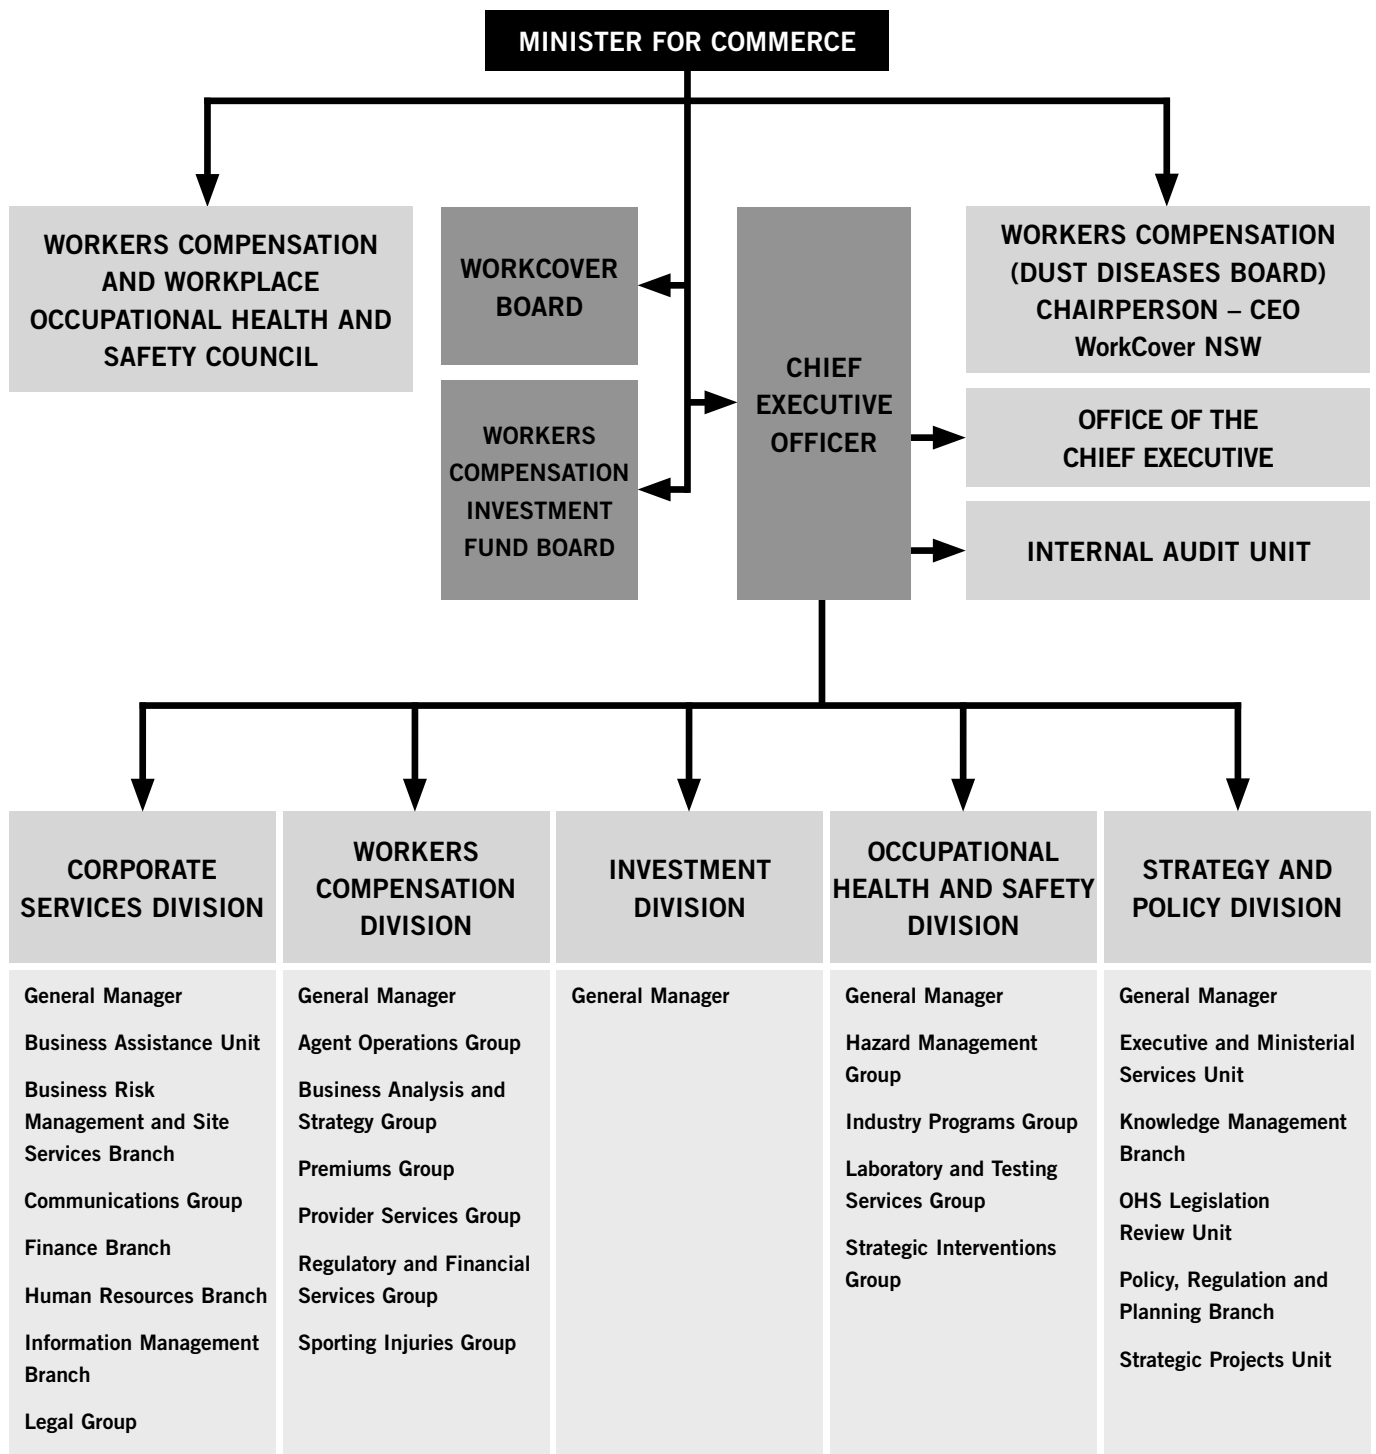 MINISTER FOR COMMERCE
WORKERS COMPENSATION
AND WORKPLACE
OCCUPATIONAL HEALTH AND
SAFETY COUNCIL
WORKCOVER
BOARD
WORKERS
COMPENSATION
INVESTMENT
FUND BOARD
CHIEF
EXECUTIVE
OFFICER
WORKERS COMPENSATION
(DUST DISEASES BOARD)
CHAIRPERSON – CEO
WorkCover NSW
OFFICE OF THE
CHIEF EXECUTIVE
INTERNAL AUDIT UNIT
CORPORATE
SERVICES DIVISION
General Manager
Business Assistance Unit
Business Risk
Management and Site
Services Branch
Communications Group
Finance Branch
Human Resources Branch
Information Management
Branch
Legal Group
WORKERS
COMPENSATION
DIVISION
General Manager
Agent Operations Group
Business Analysis and
Strategy Group
Premiums Group
Provider Services Group
Regulatory and Financial
Services Group
Sporting Injuries Group
INVESTMENT
DIVISION
General Manager
OCCUPATIONAL
HEALTH AND SAFETY
DIVISION
General Manager
Hazard Management
Group
Industry Programs Group
Laboratory and Testing
Services Group
Strategic Interventions
Group
STRATEGY AND
POLICY DIVISION
General Manager
Executive and Ministerial
Services Unit
Knowledge Management
Branch
OHS Legislation
Review Unit
Policy, Regulation and
Planning Branch
Strategic Projects Unit